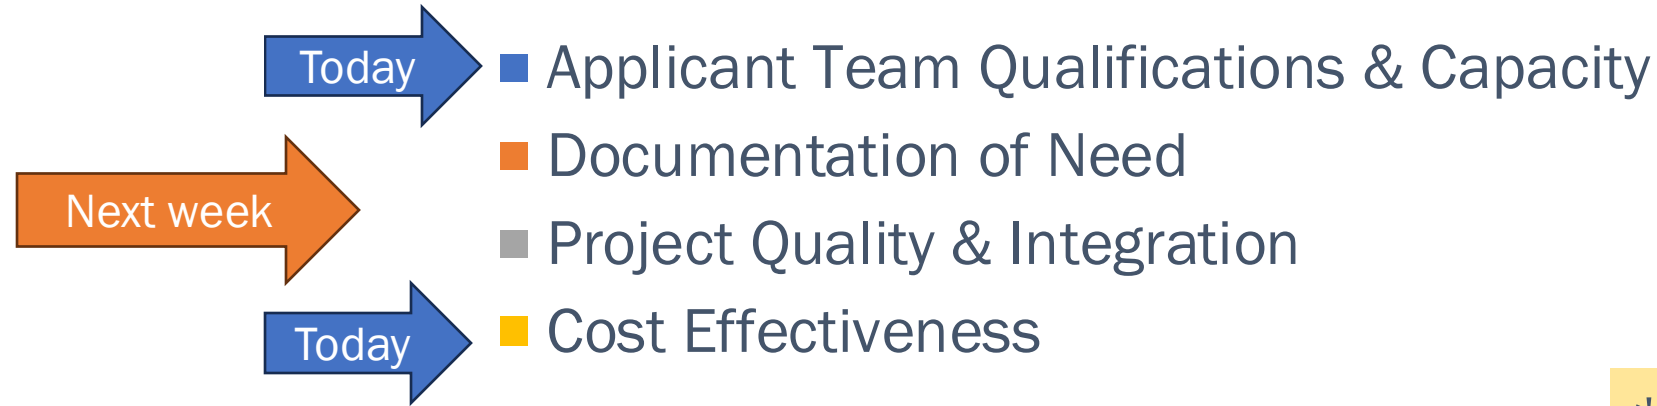 Today
Applicant Team Qualifications & Capacity
Documentation of Need
Next week
Project Quality & Integration
Today
Cost Effectiveness